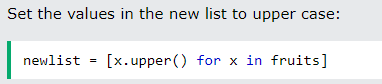 Set the values in the new list to upper case:
newlist = [x.upper() for x in fruits]